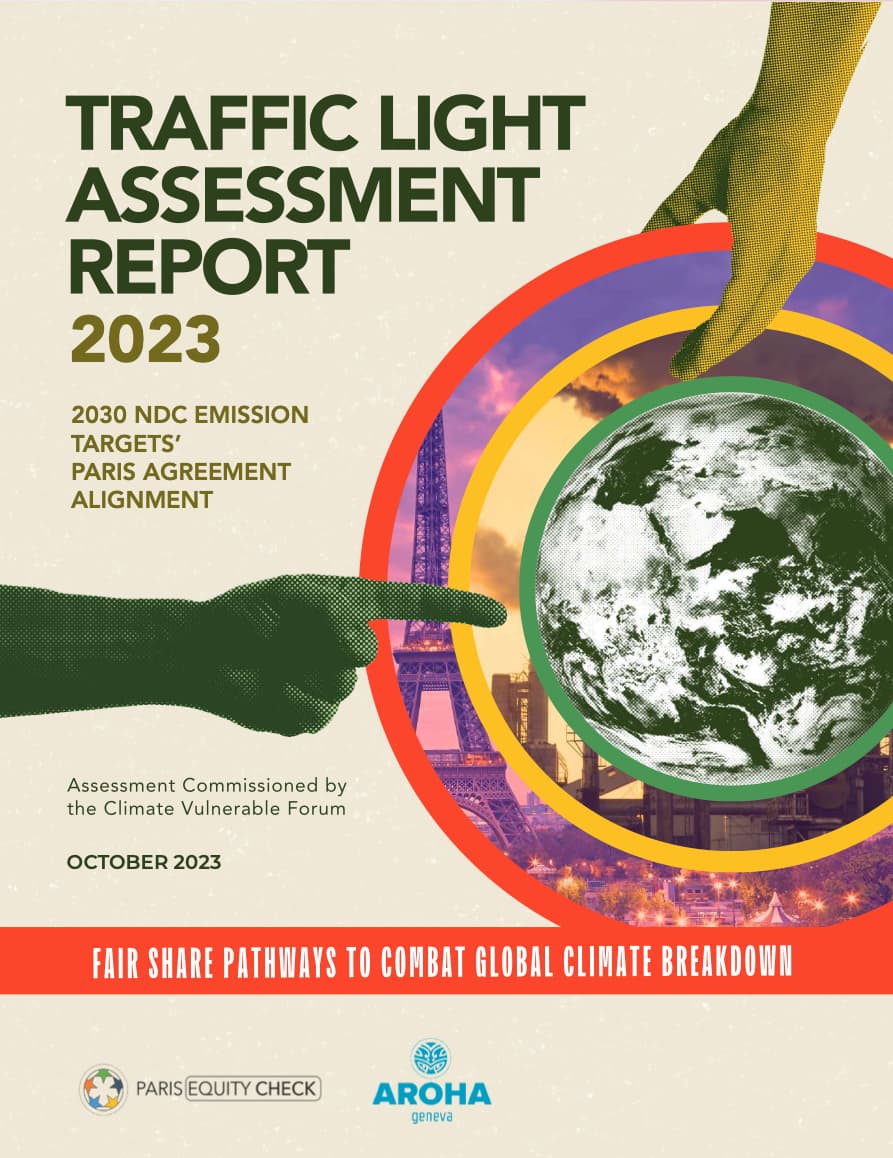 TRAFFIC LIGHT
ASSESSMENT
REPORT
2023
2030 NDC EMISSION
TARGETS’
PARIS AGREEMENT
ALIGNMENT
Assessment Commissioned by
the Climate Vulnerable Forum
OCTOBER 2023
FAIR SHARE PATHWAYS TO COMBAT GLOBAL CLIMATE BREAKDOWN
PARIS EQUITY CHECK
AROHA
geneva